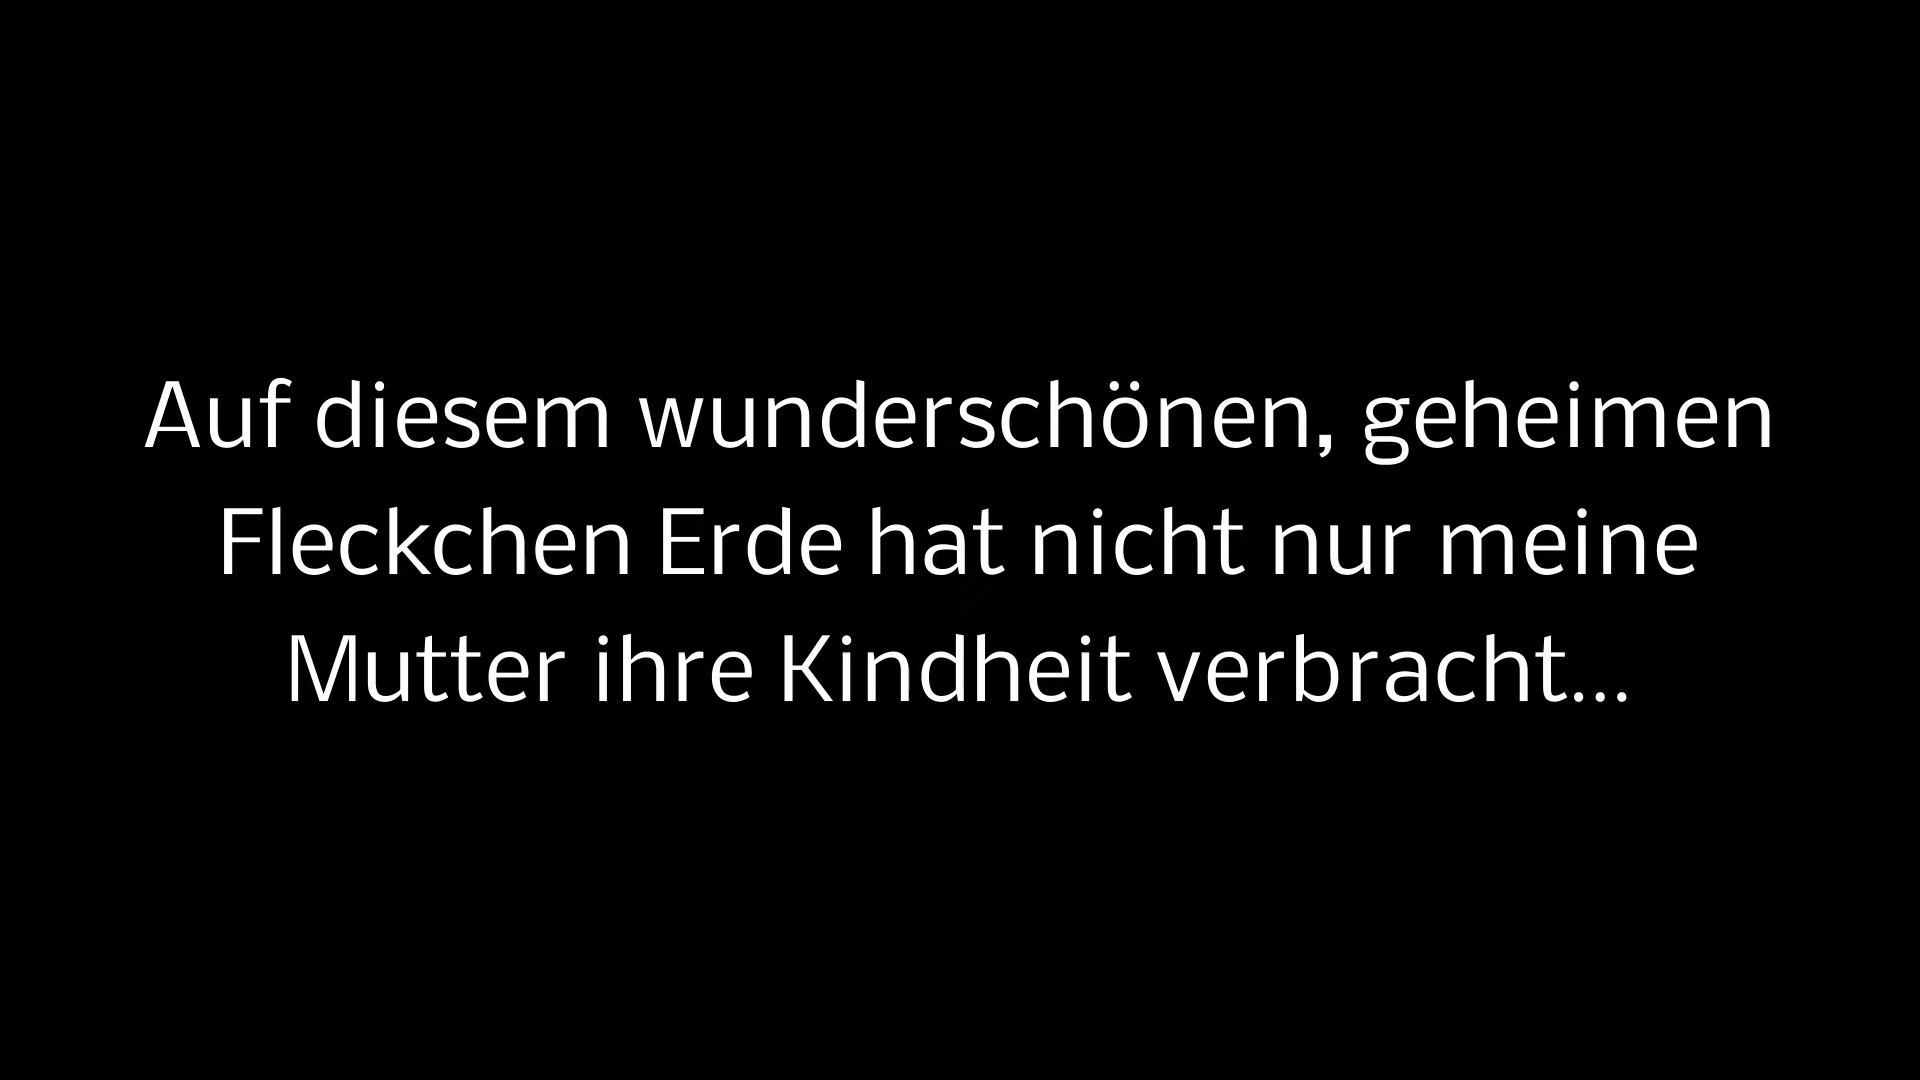 Auf diesem wunderschönen, geheimen
Fleckchen Erde hat nicht nur meine
Mutter ihre Kindheit verbracht...